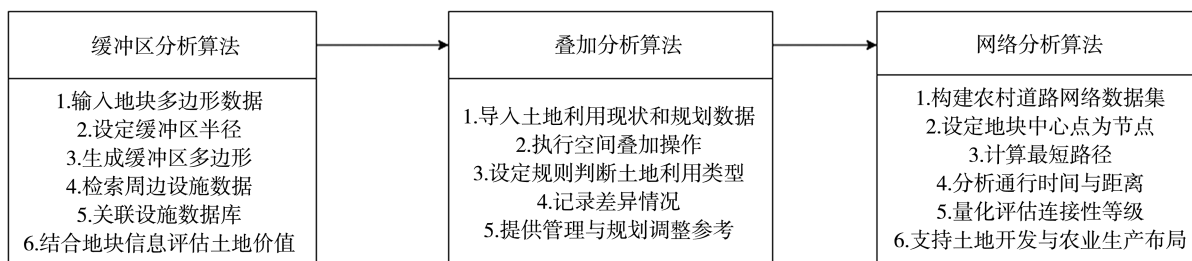 缓冲区分析算法
1.输入地块多边形数据
2.设定缓冲区半径
3.生成缓冲区多边形
4.检索周边设施数据
5.关联设施数据库
6.结合地块信息评估土地价值
叠加分析算法
1.导入土地利用现状和规划数据
2.执行空间叠加操作
3.设定规则判断土地利用类型
4.记录差异情况
5.提供管理与规划调整参考
网络分析算法
1.构建农村道路网络数据集
2.设定地块中心点为节点
3.计算最短路径
4.分析通行时间与距离
5.量化评估连接性等级
6.支持土地开发与农业生产布局